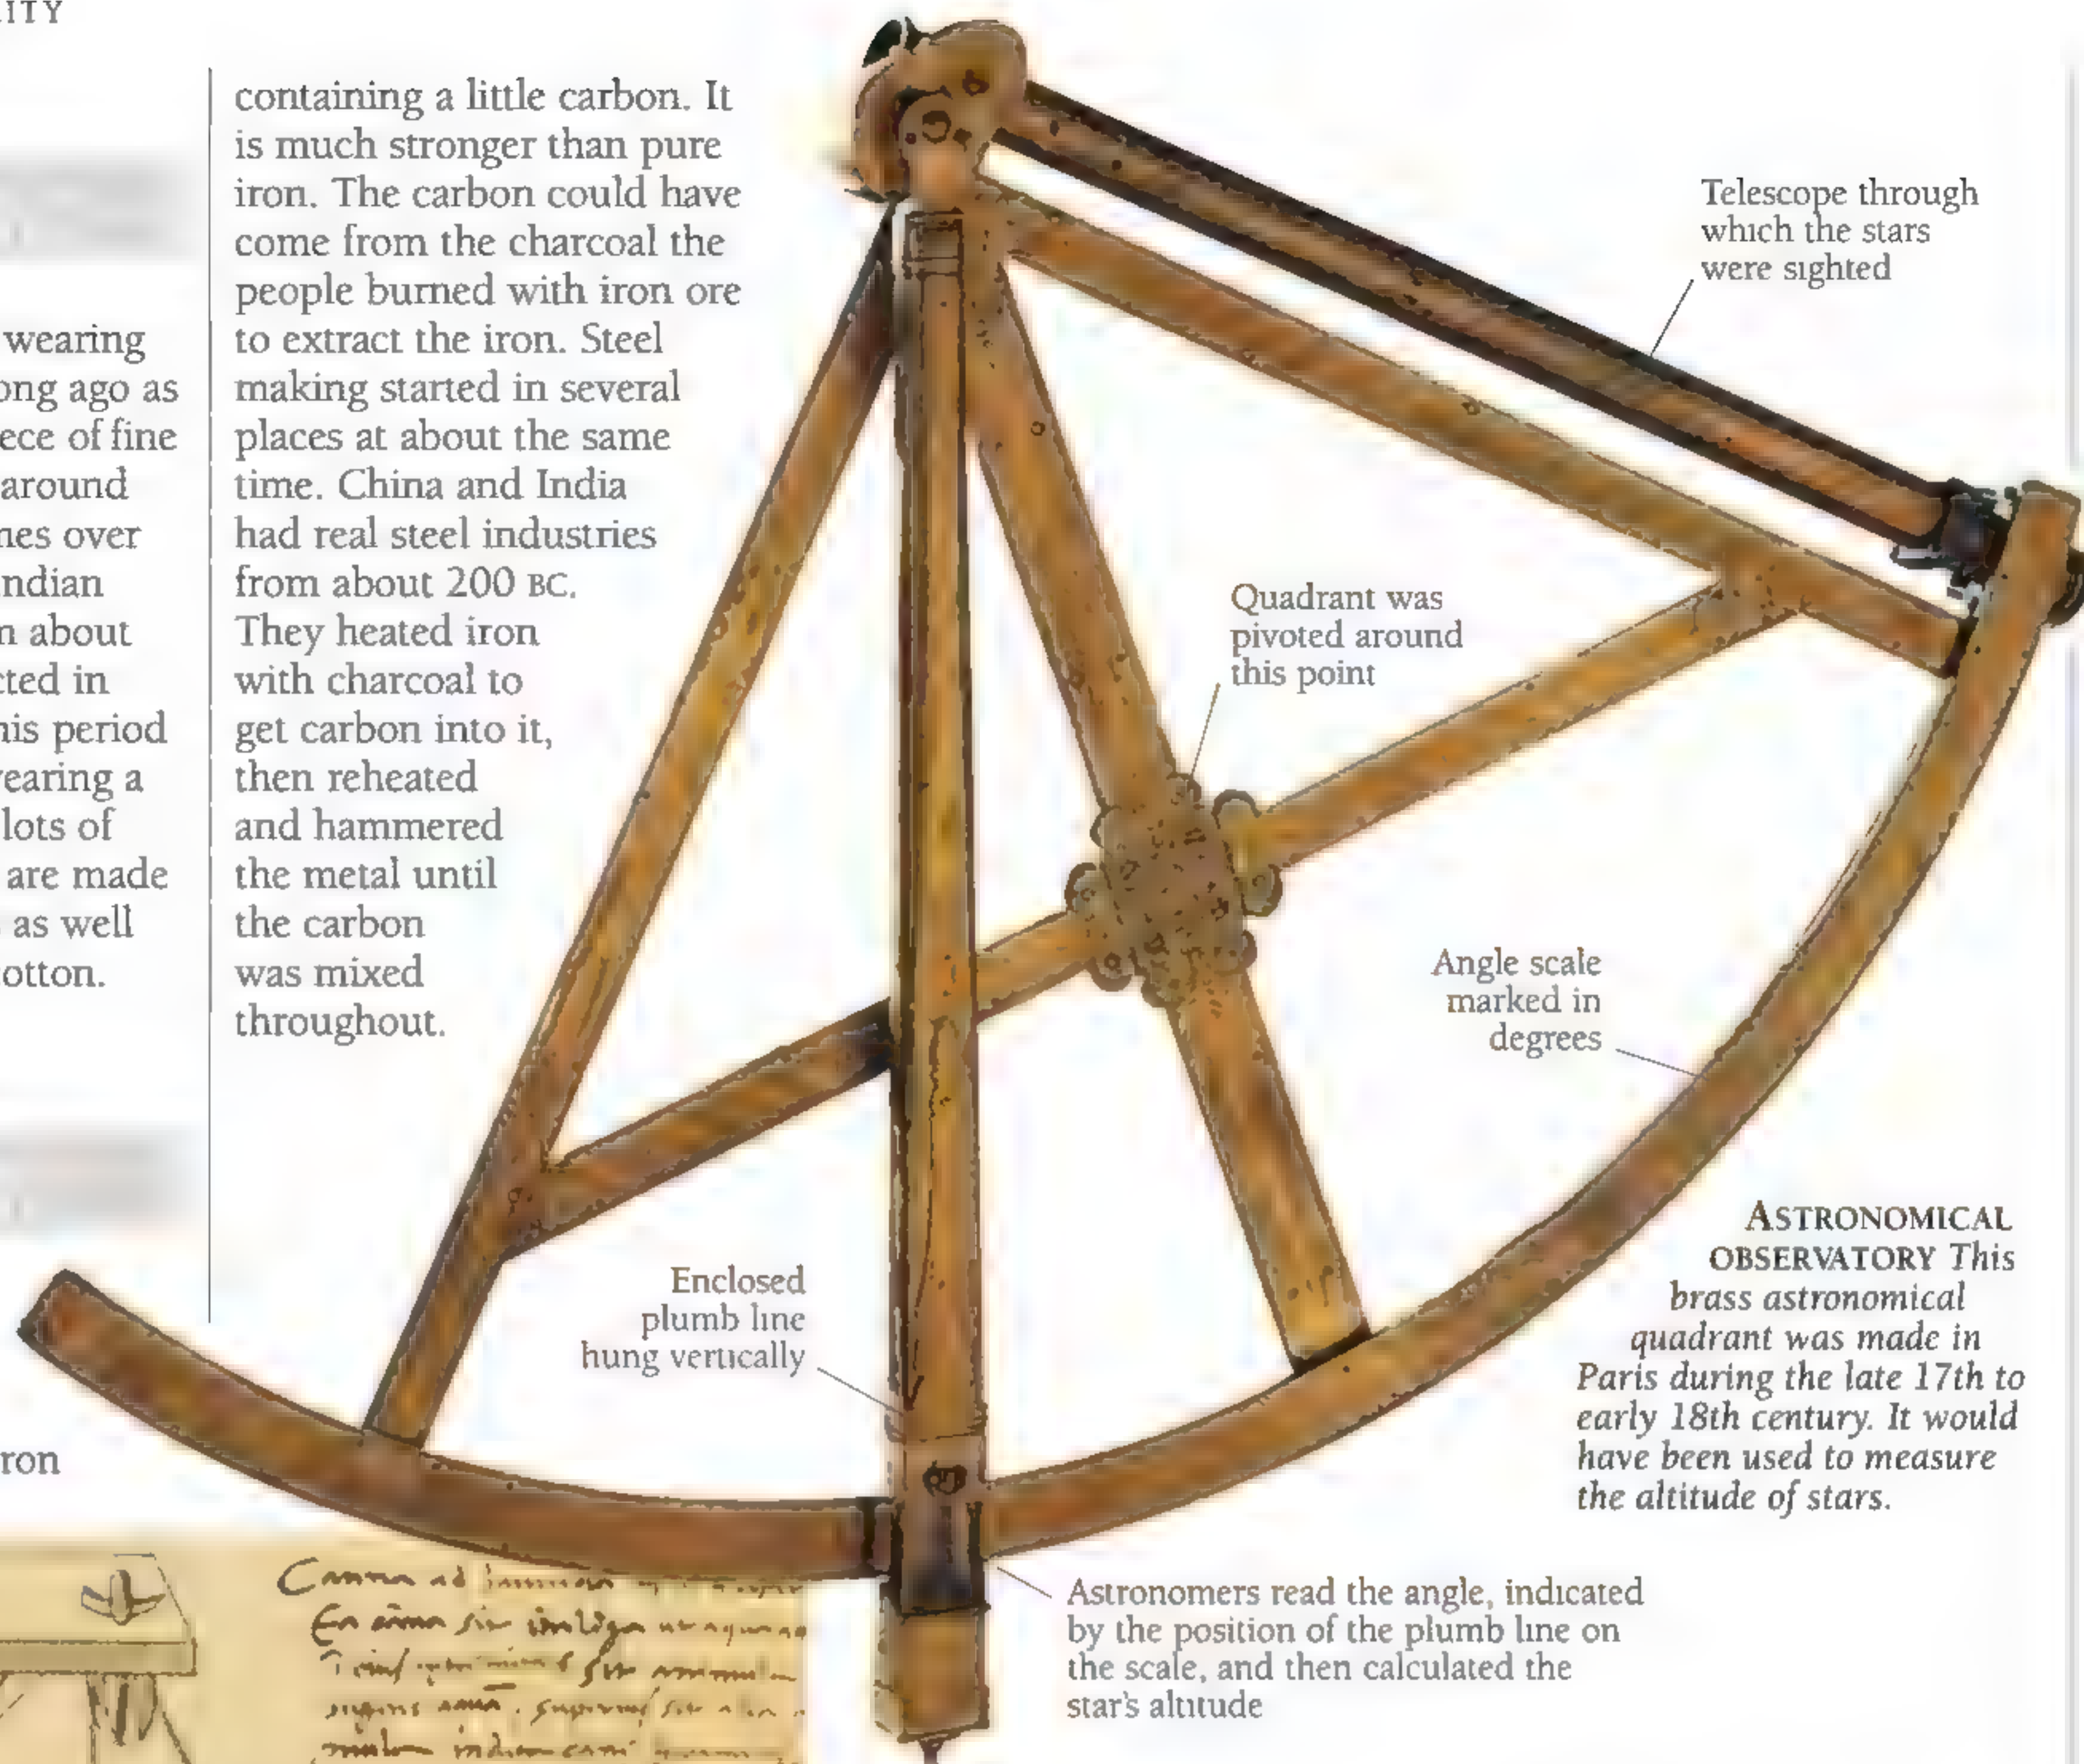 ITY
wearing
ong ago as
ece of fine
around
nes over
ndian
n about
cted in
his period
earing a
lots of
are made
as well
otton.
ron
containing a little carbon. It
is much stronger than pure
iron. The carbon could have
come from the charcoal the
people burned with iron ore
to extract the iron. Steel
making started in several
places at about the same
time. China and India
had real steel industries
from about 200 BC.
They heated iron
with charcoal to
get carbon into it,
then reheated
and hammered
the metal until
the carbon
was mixed
throughout.
Telescope through
which the stars
were sighted
Quadrant was
pivoted around
this point
Angle scale
marked in
degrees
Enclosed
plumb line
hung vertically
ASTRONOMICAL
OBSERVATORY This
brass astronomical
quadrant was made in
Paris during the late 17th to
early 18th century. It would
have been used to measure
the altitude of stars.
Astronomers read the angle, indicated
by the position of the plumb line on
the scale, and then calculated the
star's altitude